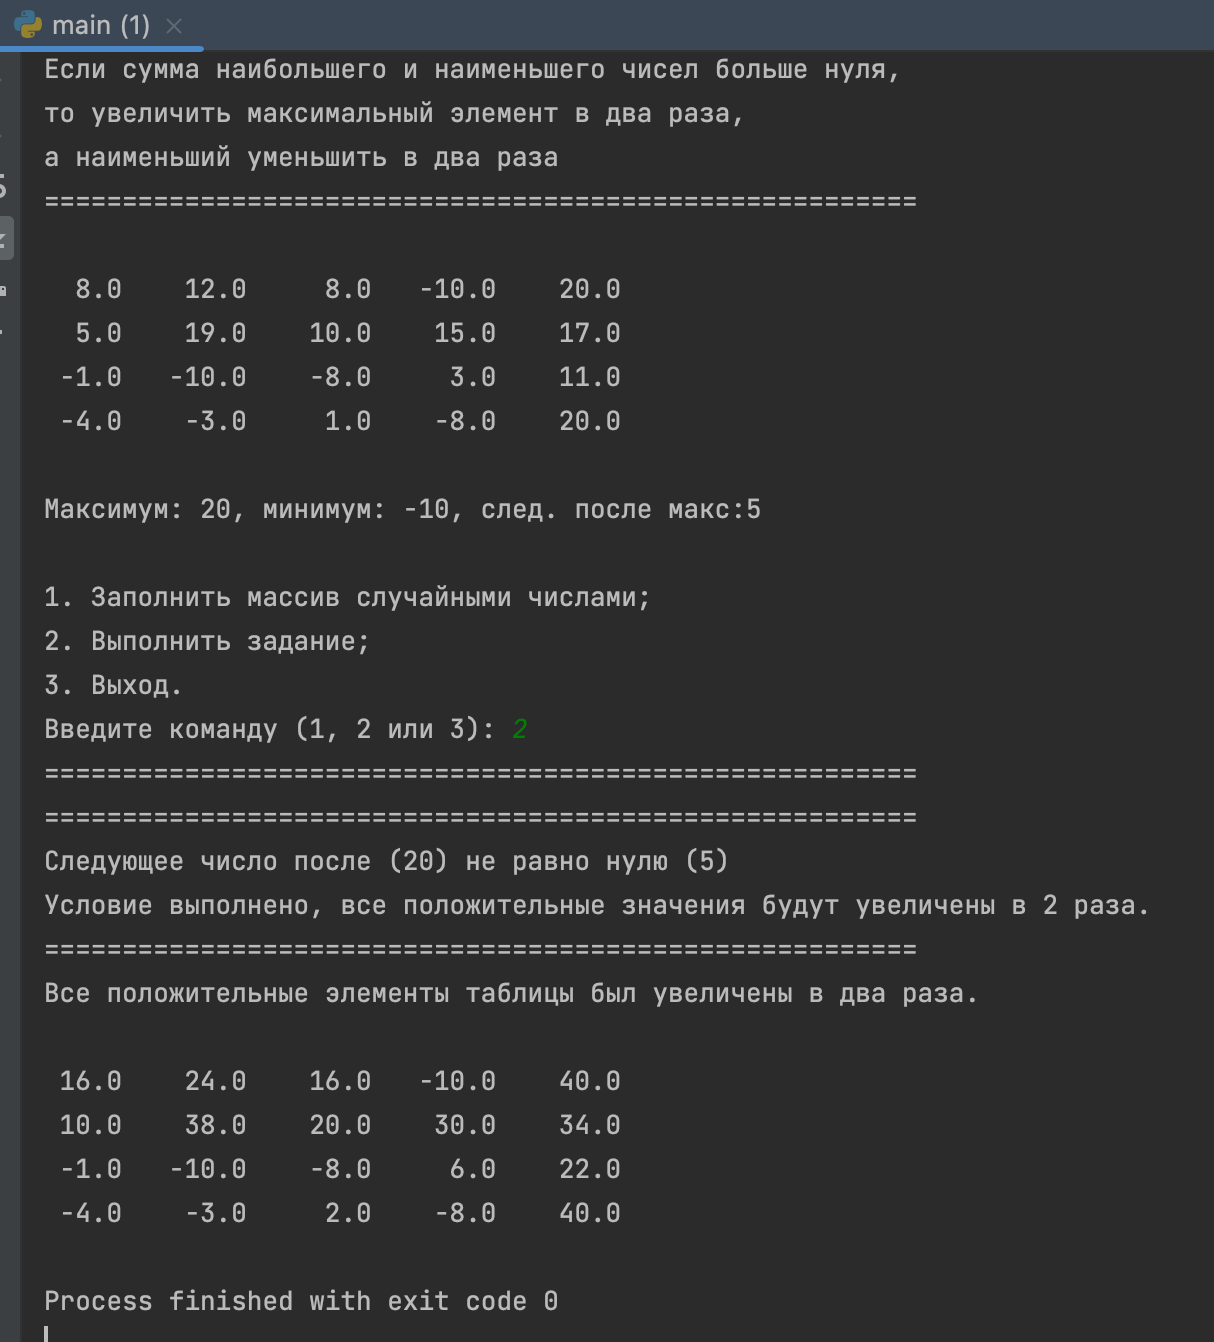 main (1)
Если сумма наибольшего и наименьшего чисел больше нуля,
то увеличить максимальный элемент в два раза,
а наименьший уменьшить в два раза
========================================================
8.0 12.0 8.0 -10.0 20.0
5.0 19.0 10.0 15.0 17.0
-1.0 -10.0 -8.0 3.0 11.0
-4.0 -3.0 1.0 -8.0 20.0
Максимум: 20, минимум: -10, след. после макс:5
1. Заполнить массив случайными числами;
2. Выполнить задание;
3. Выход.
Введите команду (1, 2 или 3): 2
========================================================
========================================================
Следующее число после (20) не равно нулю (5)
Условие выполнено, все положительные значения будут увеличены в 2 раза.
========================================================
Все положительные элементы таблицы был увеличены в два раза.
16.0 24.0 16.0 -10.0 40.0
10.0 38.0 20.0 30.0 34.0
-1.0 -10.0 -8.0 6.0 22.0
-4.0 -3.0 2.0 -8.0 40.0
Process finished with exit code 0